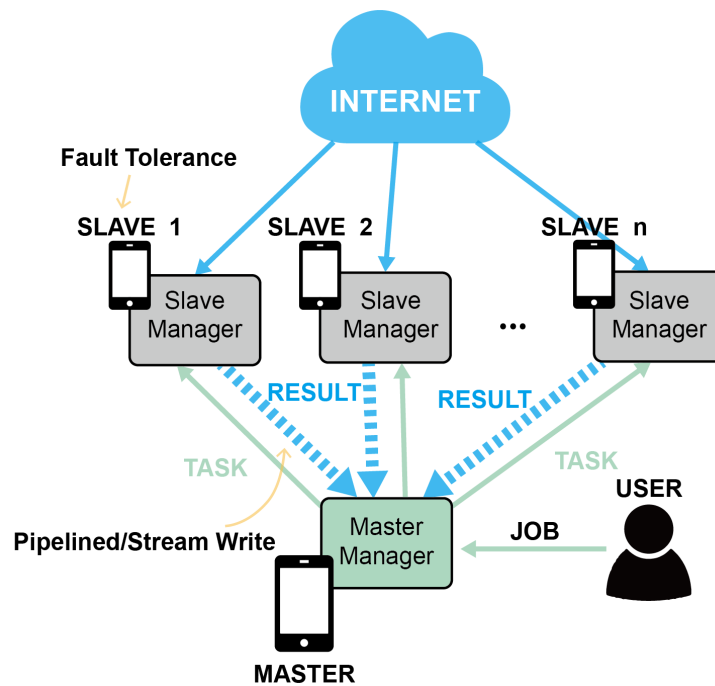 INTERNET
Fault Tolerance
SLAVE 1
SLAVE 2
SLAVE n
Slave
Manager
Slave
Manager
...
Slave
Manager
RESULT
RESULT
TASK
TASK
USER
Pipelined/Stream Write
Master
Manager
JOB
MASTER